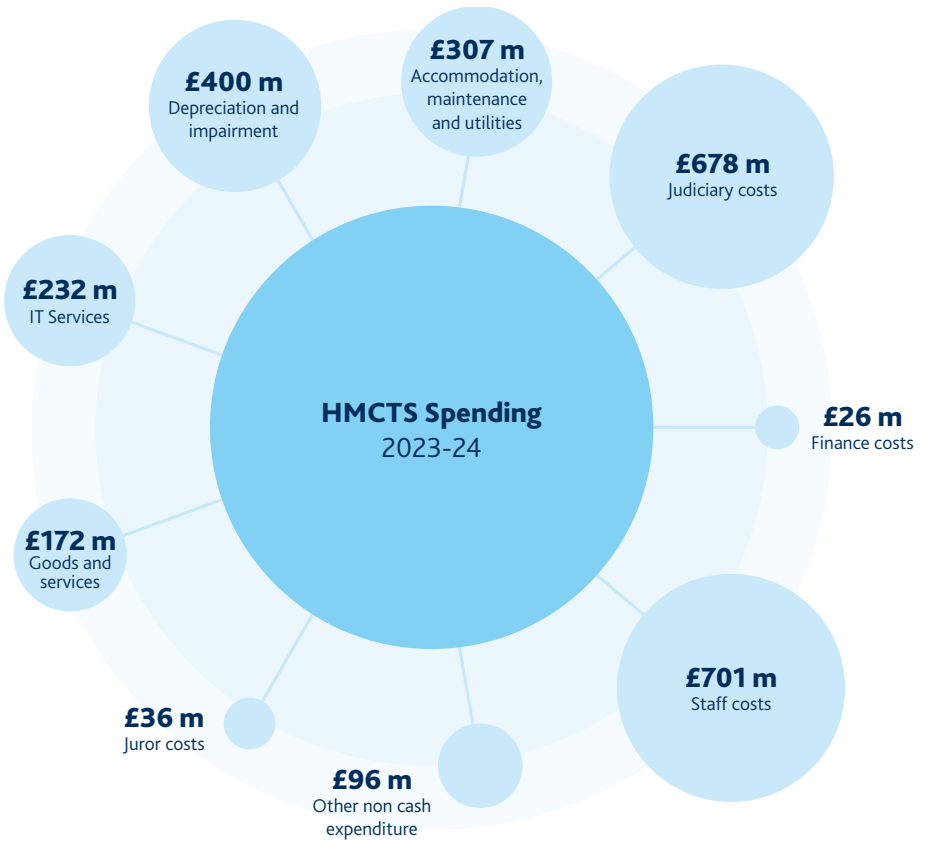 £307 m
Accommodation,
maintenance
and utilities
£400 m
Depreciation and
impairment
£678 m
Judiciary costs
£232 m
IT Services
HMCTS Spending
2023-24
£26 m
Finance costs
£172 m
Goods and
services
£701 m
Staff costs
£36 m
Juror costs
£96 m
Other non cash
expenditure